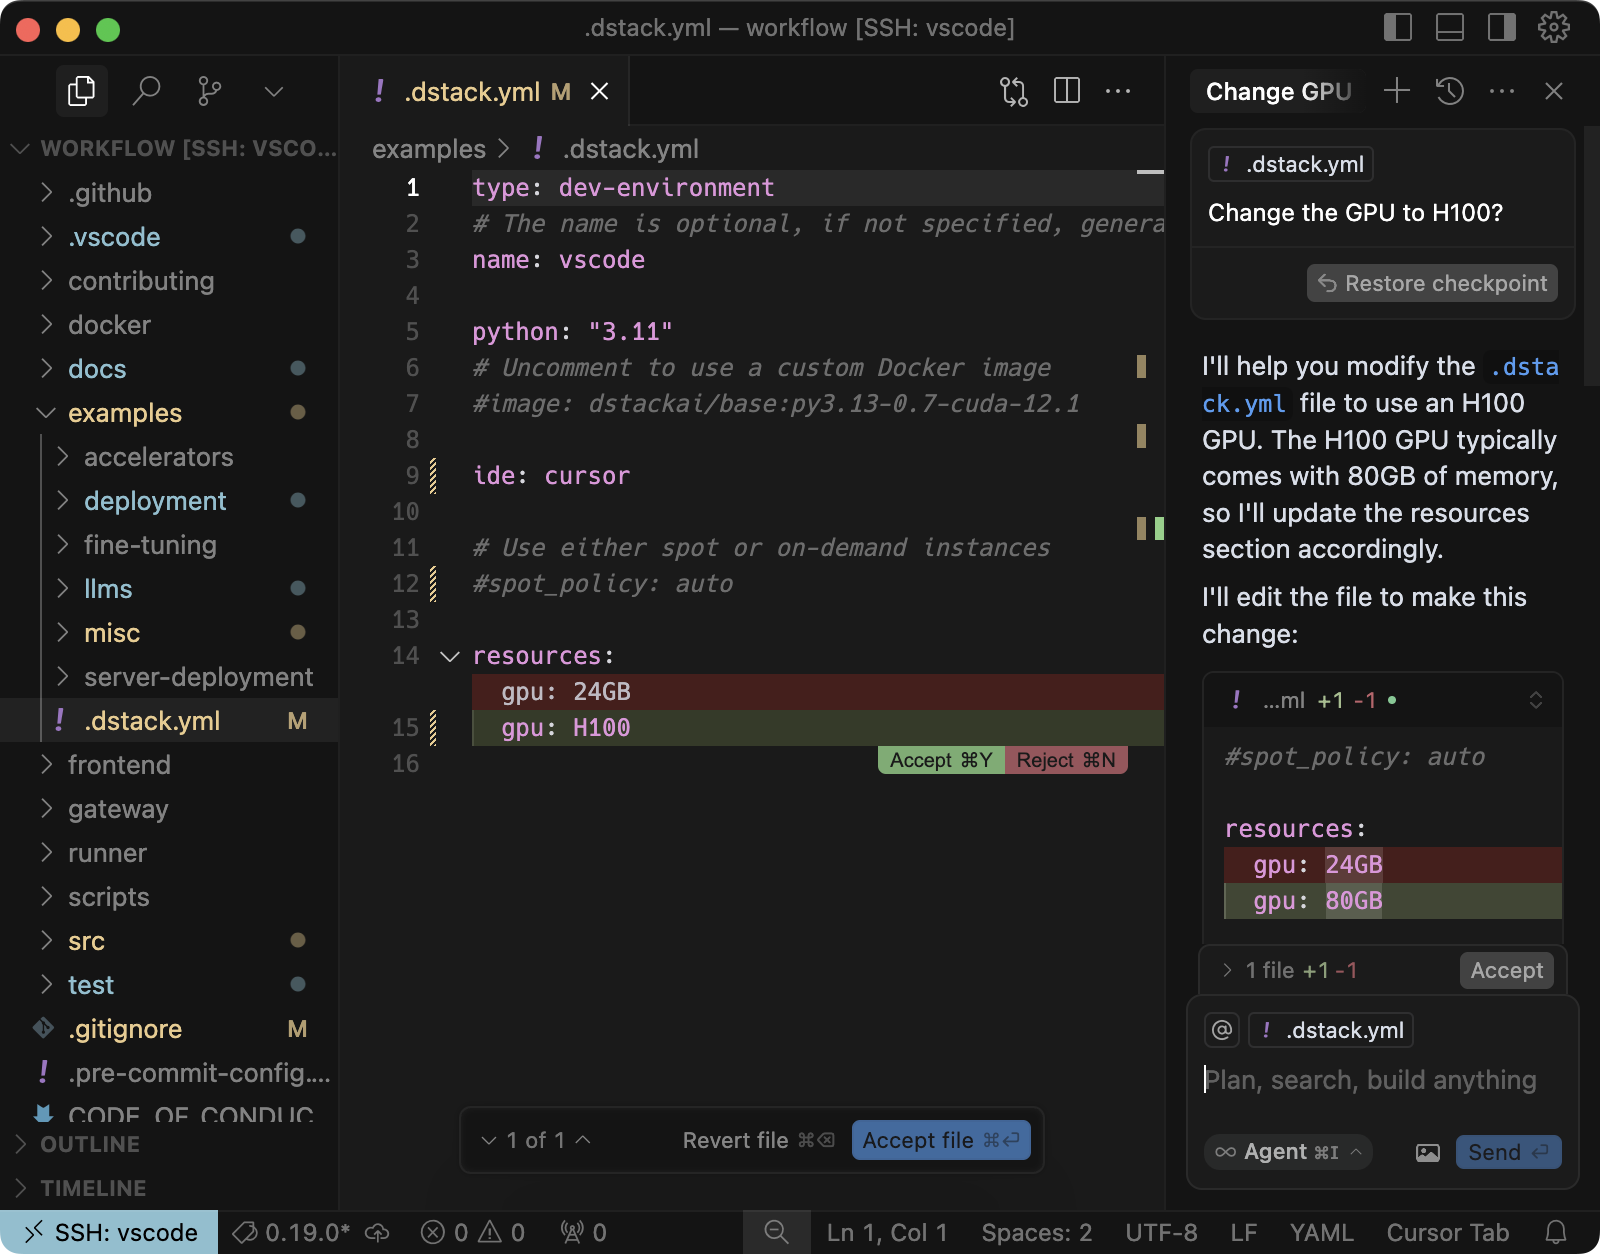 .dstack.yml — workflow [SSH: vscode]
WORKFLOW [SSH: VSCO...
.github
.vscode
contributing
docker
docs
examples
accelerators
deployment
fine-tuning
llms
misc
server-deployment
! .dstack.yml M
frontend
gateway
runner
scripts
src
test
.gitignore M
! .pre-commit-config....
CODE_OF_CONDUC
OUTLINE
TIMELINE
! .dstack.yml M
examples > ! .dstack.yml
1 type: dev-environment
2 # The name is optional, if not specified, genera
3 name: vscode
4
5 python: "3.11"
6 # Uncomment to use a custom Docker image
7 #image: dstackai/base:py3.13-0.7-cuda-12.1
8
9 ide: cursor
10
11 # Use either spot or on-demand instances
12 #spot_policy: auto
13
14 resources:
gpu: 24GB
15 gpu: H100
16
Accept ⌘Y Reject ⌘N
1 of 1 Revert file ⌘⌫ Accept file ⌘⏎
Change GPU
! .dstack.yml
Change the GPU to H100?
Restore checkpoint
I'll help you modify the .dsta
ck.yml file to use an H100
GPU. The H100 GPU typically
comes with 80GB of memory,
so I'll update the resources
section accordingly.
I'll edit the file to make this
change:
! ...ml +1 -1
#spot_policy: auto
resources:
gpu: 24GB
gpu: 80GB
1 file +1 -1 Accept
@ ! .dstack.yml
Plan, search, build anything
∞ Agent ⌘I Send ⏎
SSH: vscode 0.19.0* 0 0 0 Ln 1, Col 1 Spaces: 2 UTF-8 LF YAML Cursor Tab